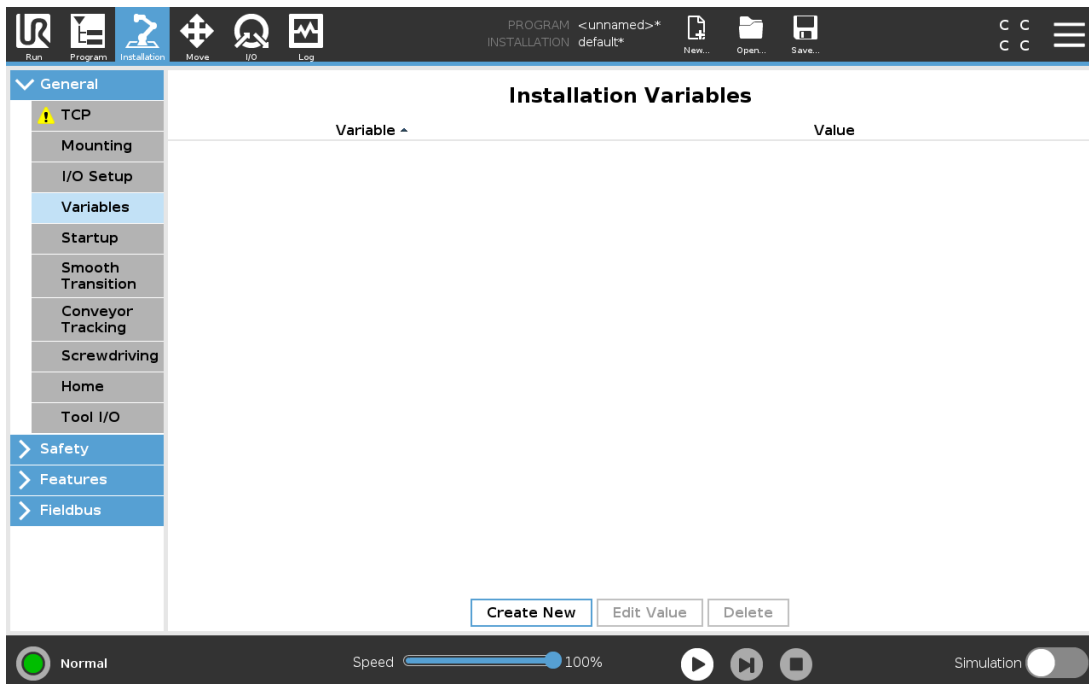 PROGRAM <unnamed>*
INSTALLATION default*
C C
C C
Run Program Installation Move I/O Log New... Open... Save...
General
TCP
Mounting
I/O Setup
Variables
Startup
Smooth
Transition
Conveyor
Tracking
Screwdriving
Home
Tool I/O
Safety
Features
Fieldbus
Installation Variables
Variable Value
Create New Edit Value Delete
Normal Speed 100% Simulation